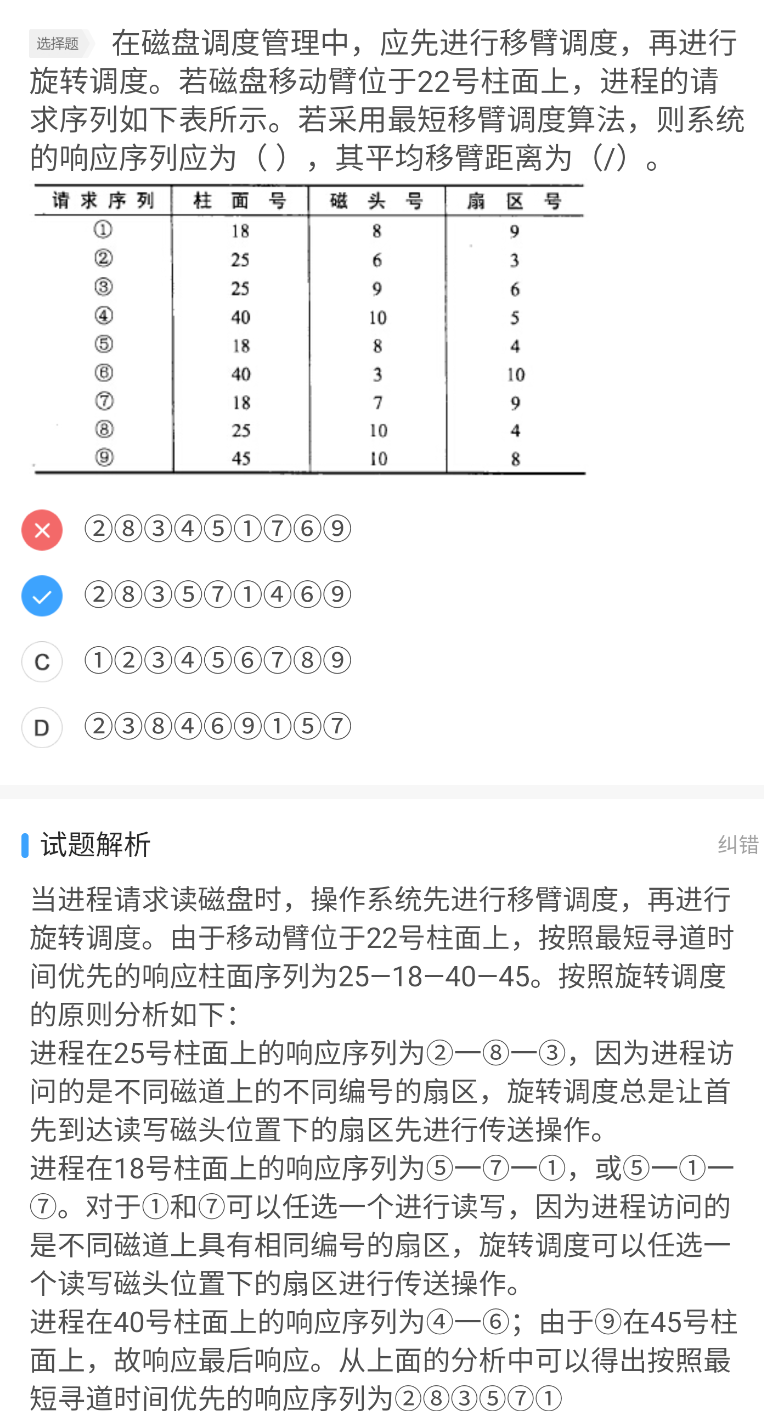 选择题 在磁盘调度管理中，应先进行移臂调度，再进行
旋转调度。若磁盘移动臂位于22号柱面上，进程的请
求序列如下表所示。若采用最短移臂调度算法，则系统
的响应序列应为（ ），其平均移臂距离为（/）。
请求序列 柱面号 磁头号 扇区号
① 18 8 9
② 25 6 3
③ 25 9 6
④ 40 10 5
⑤ 18 8 4
⑥ 40 3 10
⑦ 18 7 9
⑧ 25 10 4
⑨ 45 10 8
②⑧③④⑤①⑦⑥⑨
②⑧③⑤⑦①④⑥⑨
C ①②③④⑤⑥⑦⑧⑨
D ②③⑧④⑥⑨①⑤⑦
试题解析 纠错
当进程请求读磁盘时，操作系统先进行移臂调度，再进行
旋转调度。由于移动臂位于22号柱面上，按照最短寻道时
间优先的响应柱面序列为25—18—40—45。按照旋转调度
的原则分析如下：
进程在25号柱面上的响应序列为②—⑧—③，因为进程访
问的是不同磁道上的不同编号的扇区，旋转调度总是让首
先到达读写磁头位置下的扇区先进行传送操作。
进程在18号柱面上的响应序列为⑤—⑦—①，或⑤—①—
⑦。对于①和⑦可以任选一个进行读写，因为进程访问的
是不同磁道上具有相同编号的扇区，旋转调度可以任选一
个读写磁头位置下的扇区进行传送操作。
进程在40号柱面上的响应序列为④—⑥；由于⑨在45号柱
面上，故响应最后响应。从上面的分析中可以得出按照最
短寻道时间优先的响应序列为②⑧③⑤⑦①